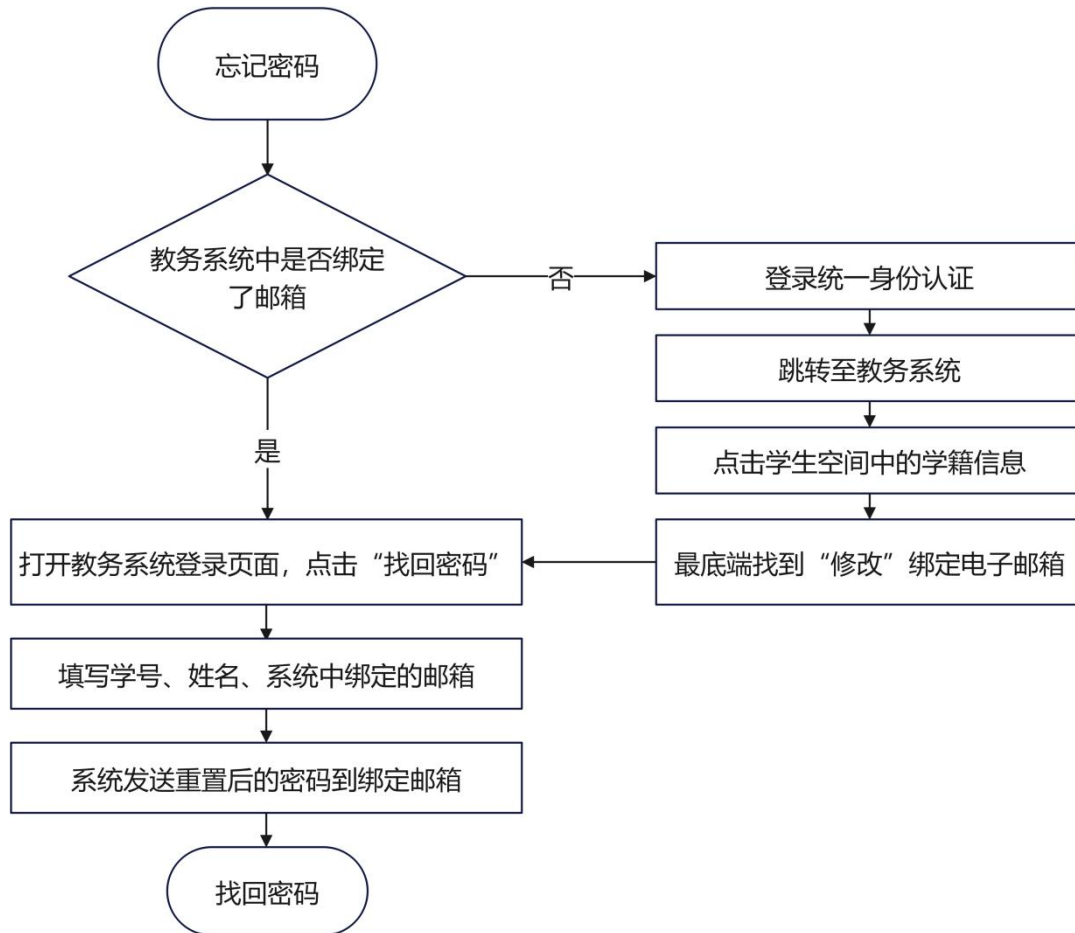 忘记密码
教务系统中是否绑定
了邮箱
否
登录统一身份认证
跳转至教务系统
点击学生空间中的学籍信息
最底端找到“修改”绑定电子邮箱
是
打开教务系统登录页面，点击“找回密码”
填写学号、姓名、系统中绑定的邮箱
系统发送重置后的密码到绑定邮箱
找回密码